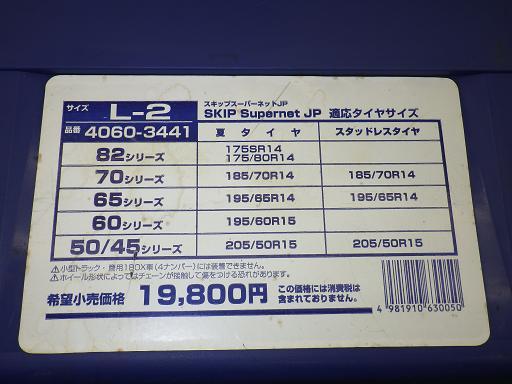 サイズ L-2 スキップスーパーネットJP
SKIP Supernet JP 適応タイヤサイズ
品番 4060-3441 夏タイヤ スタッドレスタイヤ
82シリーズ 175SR14
175/80R14
70シリーズ 185/70R14 185/70R14
65シリーズ 195/65R14 195/65R14
60シリーズ 195/60R15
50/45シリーズ 205/50R15 205/50R15
⚠小型トラック・商用180X車(4ナンバー)には装着できません。
⚠ホイール形状によってはチェーンが接触して傷をつける恐れがあります。
希望小売価格 19,800円 この価格には消費税は
含まれておりません。
4 981910 630050